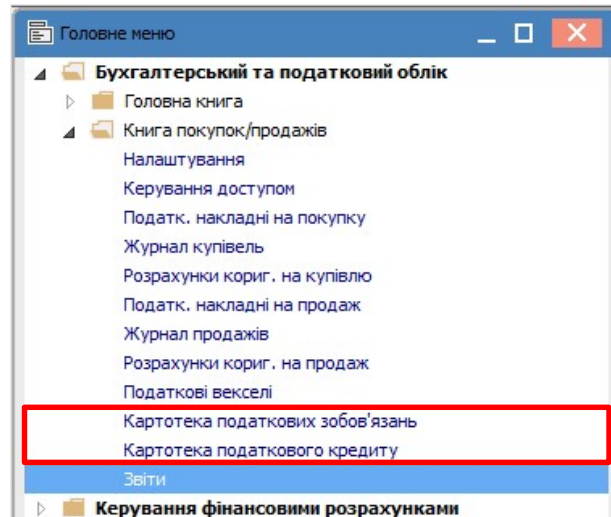 Головне меню
Бухгалтерський та податковий облік
Головна книга
Книга покупок/продажів
Налаштування
Керування доступом
Податк. накладні на покупку
Журнал купівель
Розрахунки кориг. на купівлю
Податк. накладні на продаж
Журнал продажів
Розрахунки кориг. на продаж
Податкові векселі
Картотека податкових зобов'язань
Картотека податкового кредиту
Звіти
Керування фінансовими розрахунками